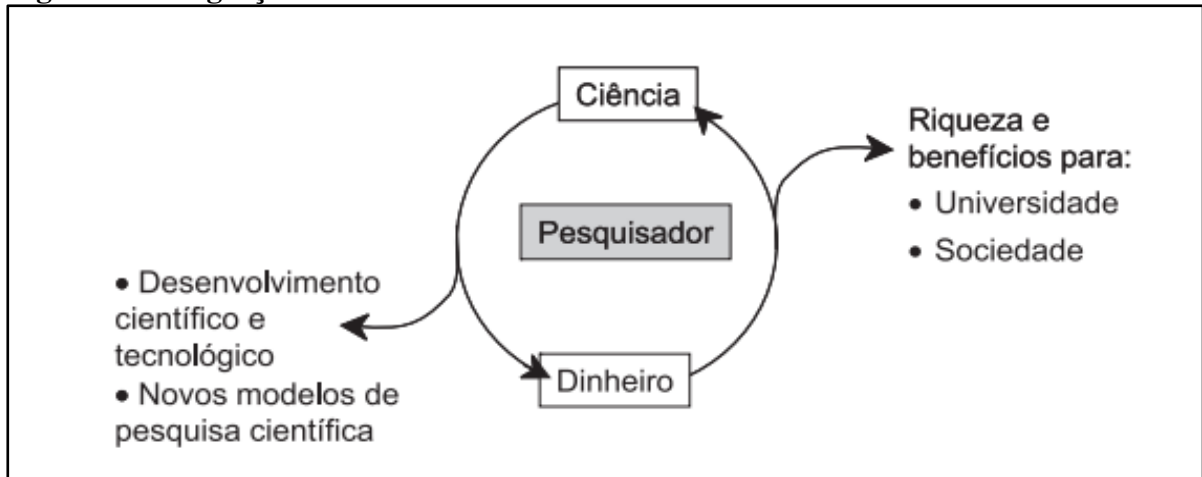 Ciência
Riqueza e
benefícios para:
• Universidade
• Sociedade
Pesquisador
• Desenvolvimento
científico e
tecnológico
• Novos modelos de
pesquisa científica
Dinheiro